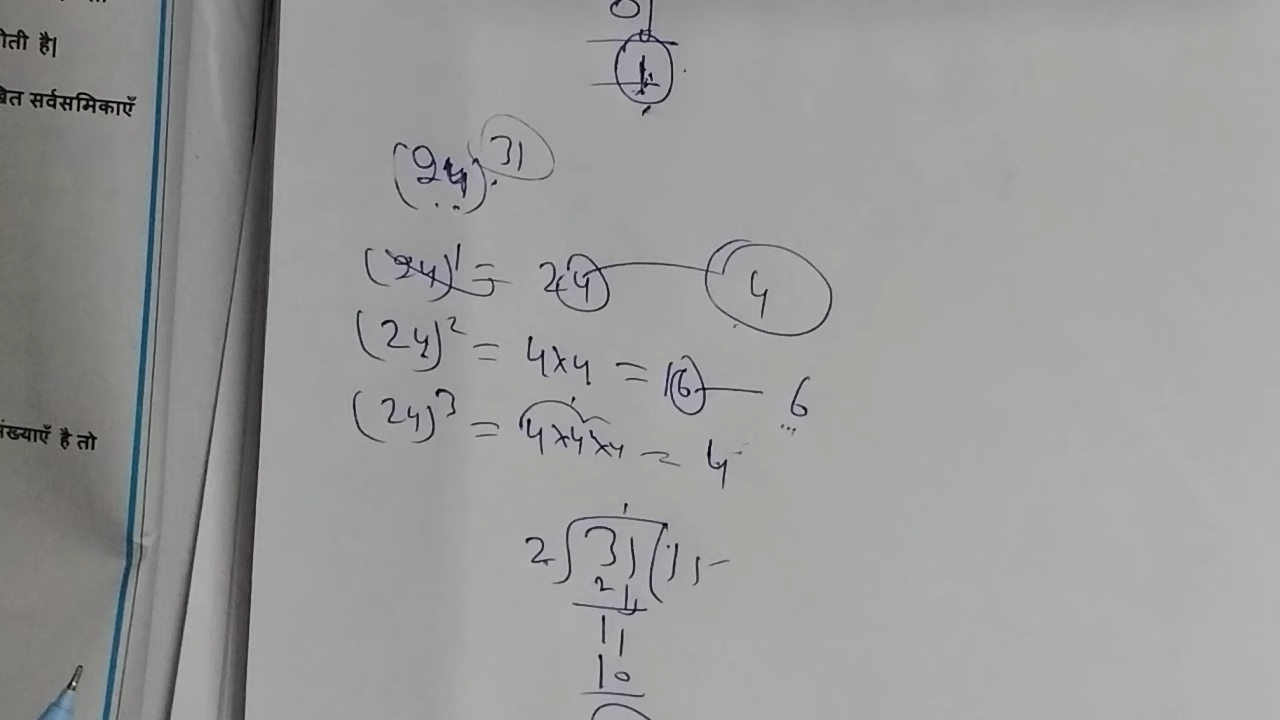 ोती है|
सर्वसमिकाएँ
है तो
(24)³¹
(24)¹ = 24 4
(24)² = 4×4 = 16 6
(24)³ = 4×4×4 = 4
2 31 1
2
11
10